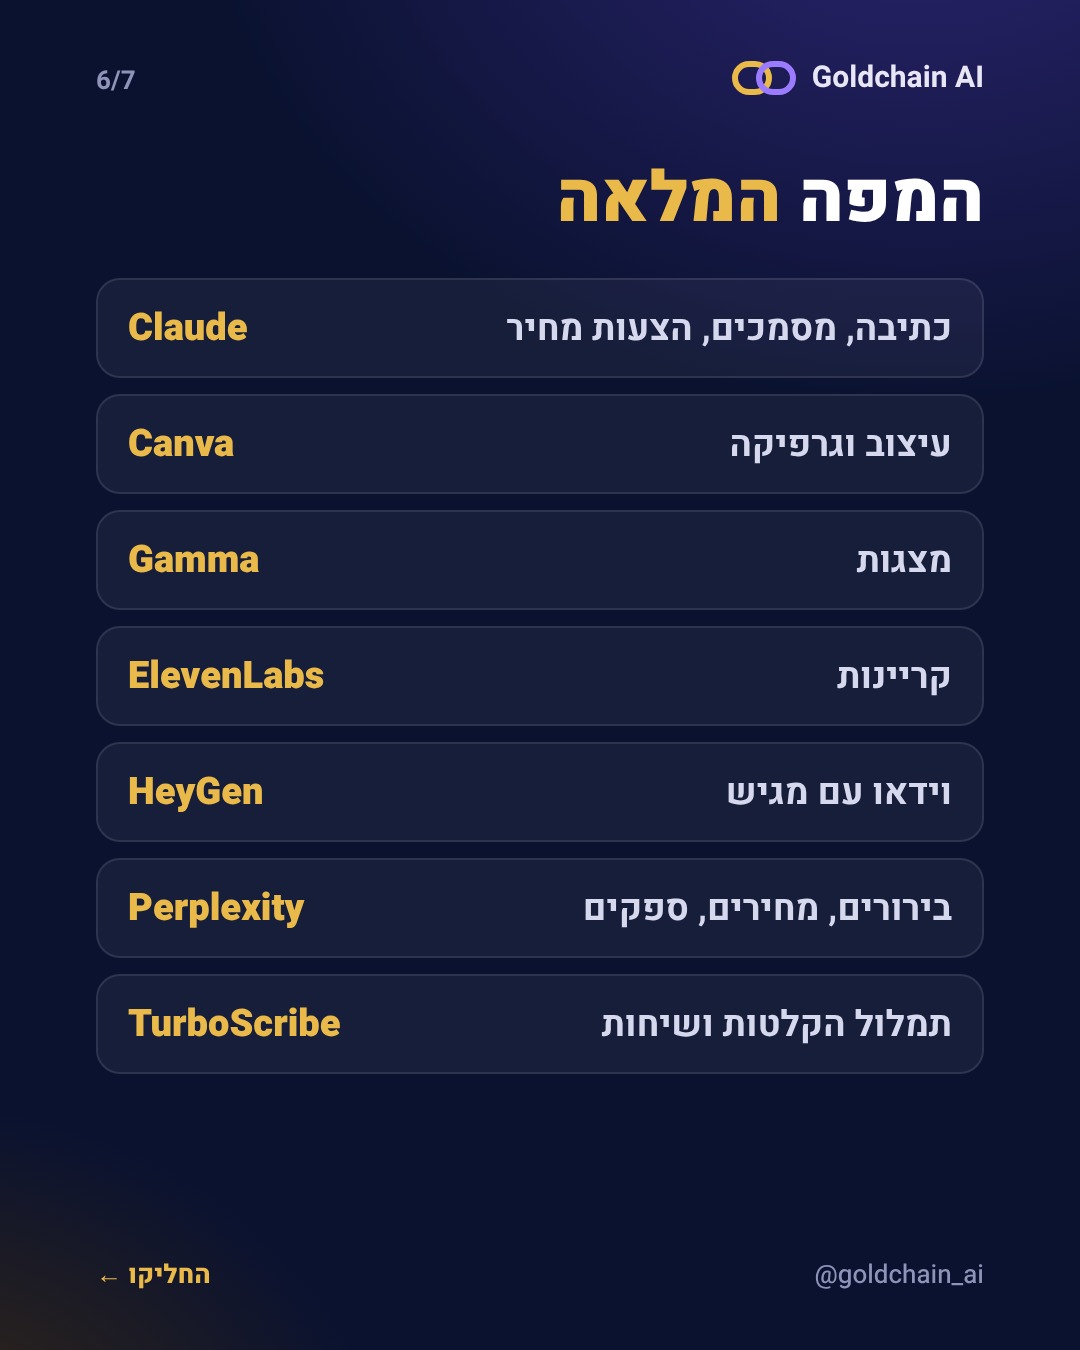 Goldchain AI
6/7
המפה המלאה
כתיבה, מסמכים, הצעות מחיר Claude
עיצוב וגרפיקה Canva
מצגות Gamma
קריינות ElevenLabs
וידאו עם מגיש HeyGen
בירורים, מחירים, ספקים Perplexity
תמלול הקלטות ושיחות TurboScribe
@goldchain_ai
החליקו ←